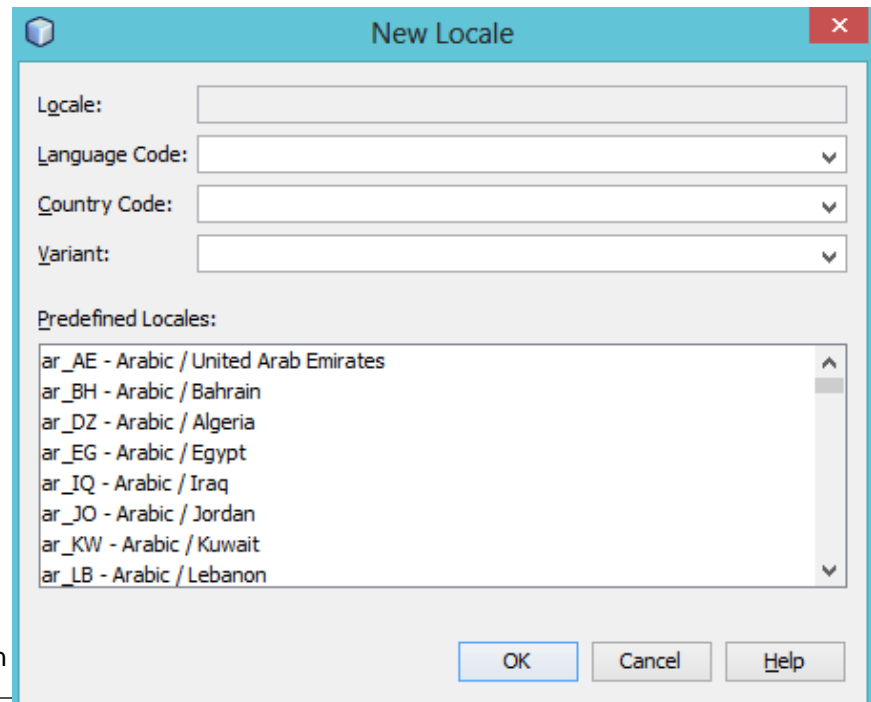 New Locale
Locale:
Language Code:
Country Code:
Variant:
Predefined Locales:
ar_AE - Arabic / United Arab Emirates
ar_BH - Arabic / Bahrain
ar_DZ - Arabic / Algeria
ar_EG - Arabic / Egypt
ar_IQ - Arabic / Iraq
ar_JO - Arabic / Jordan
ar_KW - Arabic / Kuwait
ar_LB - Arabic / Lebanon
OK Cancel Help